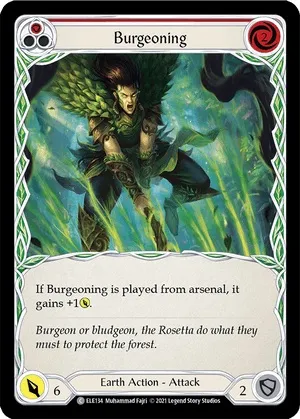 Burgeoning
2
If Burgeoning is played from arsenal, it
gains +1
Burgeon or bludgeon, the Rosetta do what they
must to protect the forest.
6
Earth Action - Attack
2
C ELE134 Muhammad Fajri © 2021 Legend Story Studios